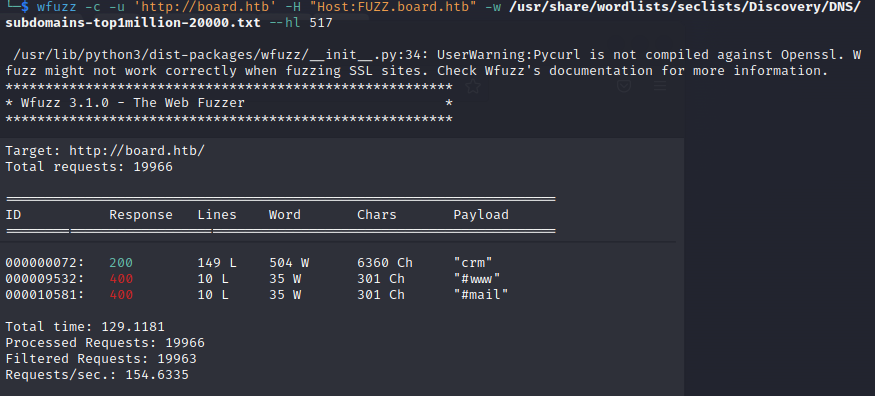 └─$ wfuzz -c -u 'http://board.htb' -H "Host:FUZZ.board.htb" -w /usr/share/wordlists/seclists/Discovery/DNS/
subdomains-top1million-20000.txt --hl 517
/usr/lib/python3/dist-packages/wfuzz/__init__.py:34: UserWarning:Pycurl is not compiled against Openssl. W
fuzz might not work correctly when fuzzing SSL sites. Check Wfuzz's documentation for more information.
********************************************************
* Wfuzz 3.1.0 - The Web Fuzzer                         *
********************************************************
Target: http://board.htb/
Total requests: 19966
=====================================================================
ID           Response   Lines    Word       Chars       Payload
=====================================================================
000000072:   200        149 L    504 W      6360 Ch     "crm"
000009532:   400        10 L     35 W       301 Ch      "#www"
000010581:   400        10 L     35 W       301 Ch      "#mail"
Total time: 129.1181
Processed Requests: 19966
Filtered Requests: 19963
Requests/sec.: 154.6335